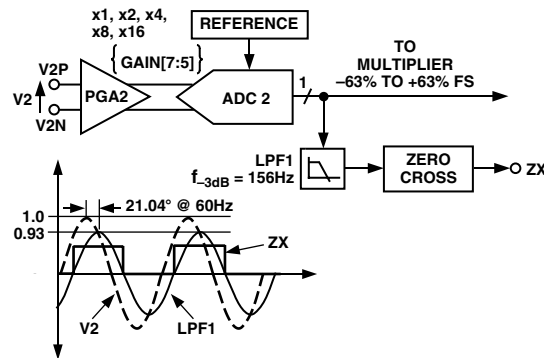 x1, x2, x4,
x8, x16
REFERENCE
{GAIN[7:5]}
V2P
V2
V2N
PGA2
ADC 2
1
TO
MULTIPLIER
–63% TO +63% FS
LPF1
f–3dB = 156Hz
ZERO
CROSS
ZX
21.04° @ 60Hz
1.0
0.93
ZX
V2
LPF1